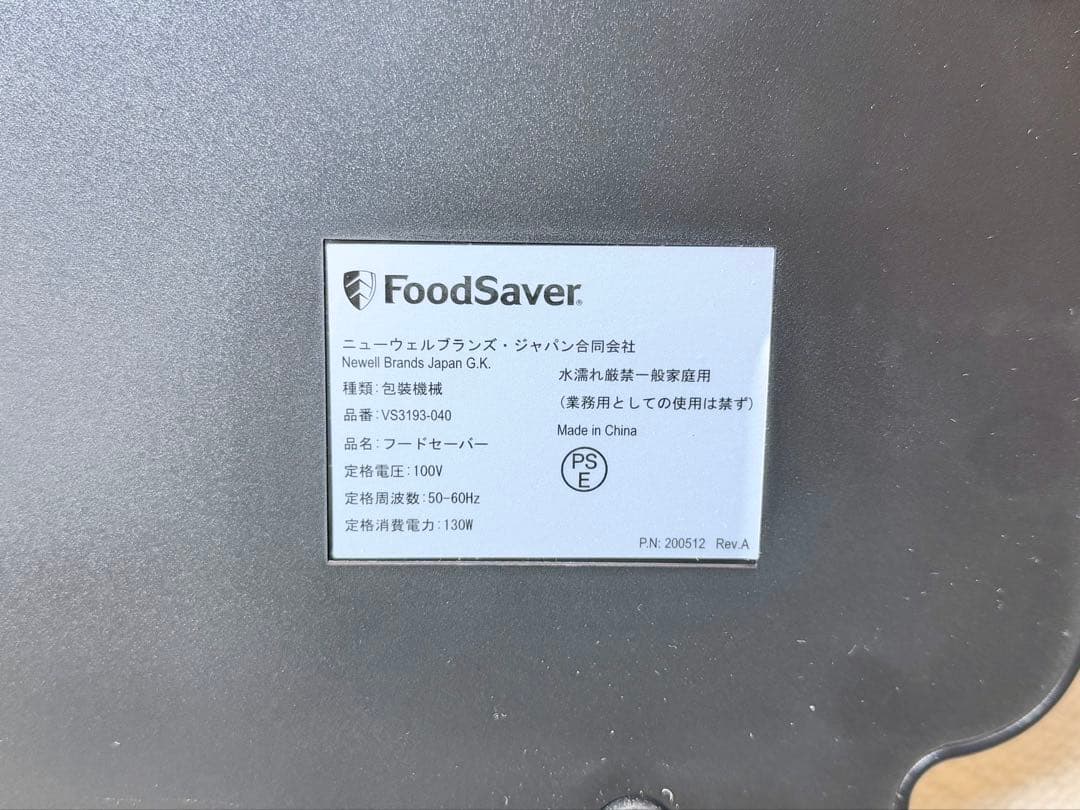 FoodSaver®
ニューウェルブランズ・ジャパン合同会社
Newell Brands Japan G.K.
種類:包装機械
品番:VS3193-040
品名:フードセーバー
定格電圧:100V
定格周波数:50-60Hz
定格消費電力:130W
水濡れ厳禁一般家庭用
(業務用としての使用は禁ず)
Made in China
PS
E
P.N: 200512 Rev.A